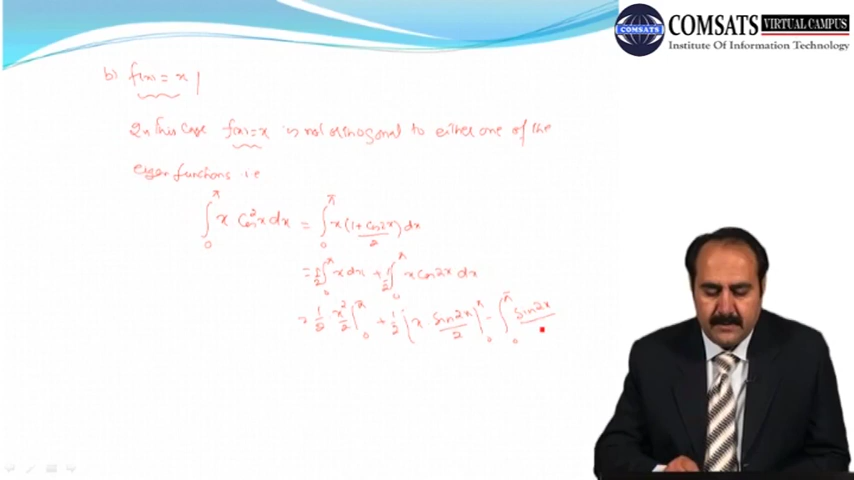 COMSATS VIRTUAL CAMPUS
COMSATS
Institute Of Information Technology
b) f(x) = x |
In This Case f(x) = x is not orthogonal to either one of the
eigen functions i.e
∫₀^π x cos²x dx = ∫₀^π x (1 + cos2x)/2 dx
= 1/2 ∫₀^π x dx + 1/2 ∫₀^π x cos2x dx
= 1/2 x²/2 |₀^π + 1/2 [x sin2x/2 |₀^π - ∫₀^π sin2x/